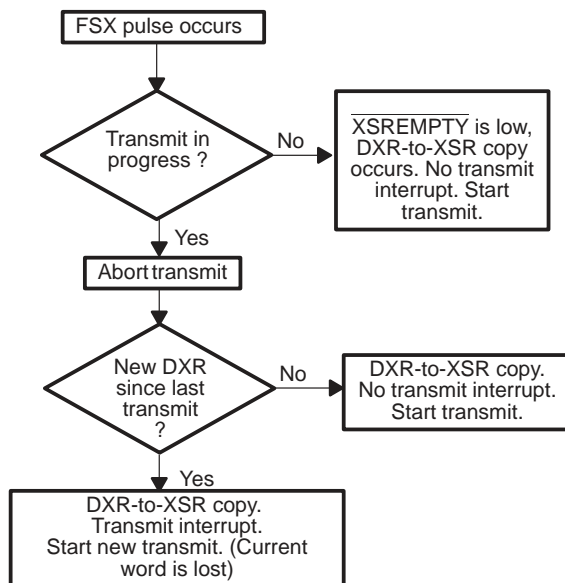 FSX pulse occurs
Transmit in
progress ?
No
XSREMPTY is low,
DXR-to-XSR copy
occurs. No transmit
interrupt. Start
transmit.
Yes
Abort transmit
New DXR
since last
transmit
?
No
DXR-to-XSR copy.
No transmit interrupt.
Start transmit.
Yes
DXR-to-XSR copy.
Transmit interrupt.
Start new transmit. (Current
word is lost)